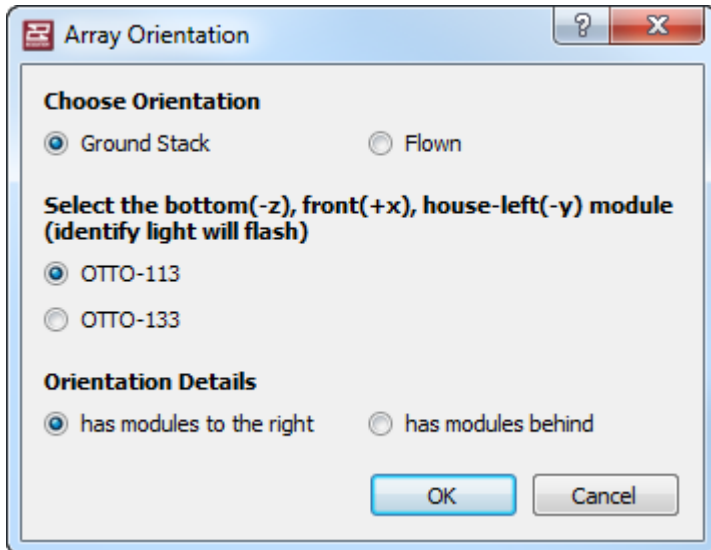 Array Orientation
Choose Orientation
Ground Stack
Flown
Select the bottom(-z), front(+x), house-left(-y) module
(identify light will flash)
OTTO-113
OTTO-133
Orientation Details
has modules to the right
has modules behind
OK
Cancel